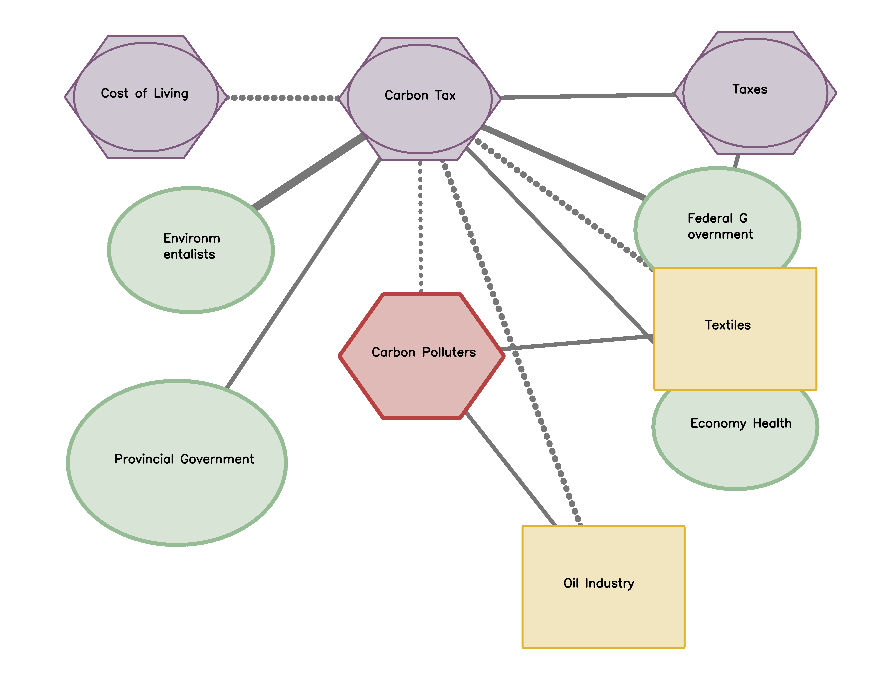 Cost of Living
Carbon Tax
Taxes
Environm
entalists
Federal G
overnment
Textiles
Carbon Polluters
Economy Health
Provincial Government
Oil Industry